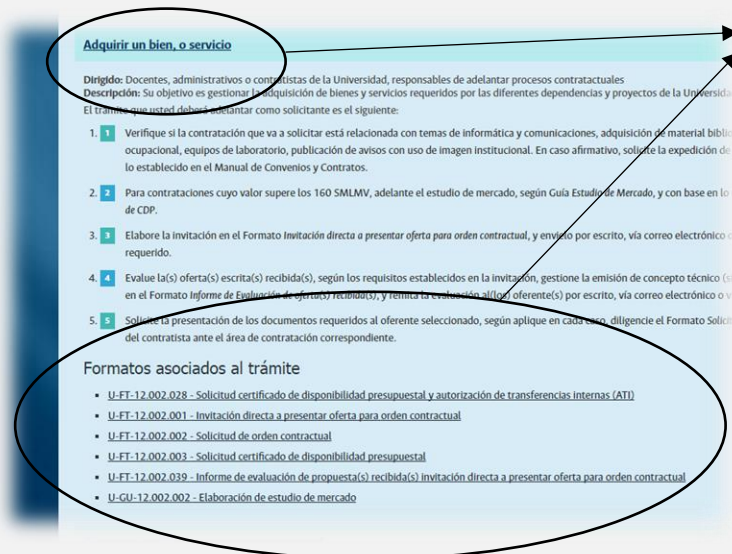 Adquirir un bien, o servicio
Dirigido: Docentes, administrativos o contratistas de la Universidad, responsables de adelantar procesos contractuales
Descripción: Su objetivo es gestionar la adquisición de bienes y servicios requeridos por las diferentes dependencias y proyectos de la
El trámite que usted deberá adelantar como solicitante es el siguiente:
1. 1 Verifique si la contratación que va a solicitar está relacionada con temas de informática y comunicaciones, adquisición de material
ocupacional, equipos de laboratorio, publicación de avisos con uso de imagen institucional. En caso afirmativo, solicite la expedición de
lo establecido en el Manual de Convenios y Contratos.
2. 2 Para contrataciones cuyo valor supere los 160 SMLMV, adelante el estudio de mercado, según Guía Estudio de Mercado, y con base en lo
de CDP.
3. 3 Elabore la invitación en el Formato Invitación directa a presentar oferta para orden contractual, y envíelo por escrito, vía correo electrónico
requerido.
4. 4 Evalue la(s) oferta(s) escrita(s) recibida(s), según los requisitos establecidos en la invitación, gestione la emisión de concepto técnico
en el Formato Informe de Evaluación de oferta(s) recibida(s), y remita la evaluación al(los) oferente(s) por escrito, vía correo electrónico o
5. 5 Solicite la presentación de los documentos requeridos al oferente seleccionado, según aplique en cada caso, diligencie el Formato
del contratista ante el área de contratación correspondiente.
Formatos asociados al trámite
▪ U-FT-12.002.028 - Solicitud certificado de disponibilidad presupuestal y autorización de transferencias internas (ATI)
▪ U-FT-12.002.001 - Invitación directa a presentar oferta para orden contractual
▪ U-FT-12.002.002 - Solicitud de orden contractual
▪ U-FT-12.002.003 - Solicitud certificado de disponibilidad presupuestal
▪ U-FT-12.002.039 - Informe de evaluación de propuesta(s) recibida(s) invitación directa a presentar oferta para orden contractual
▪ U-GU-12.002.002 - Elaboración de estudio de mercado